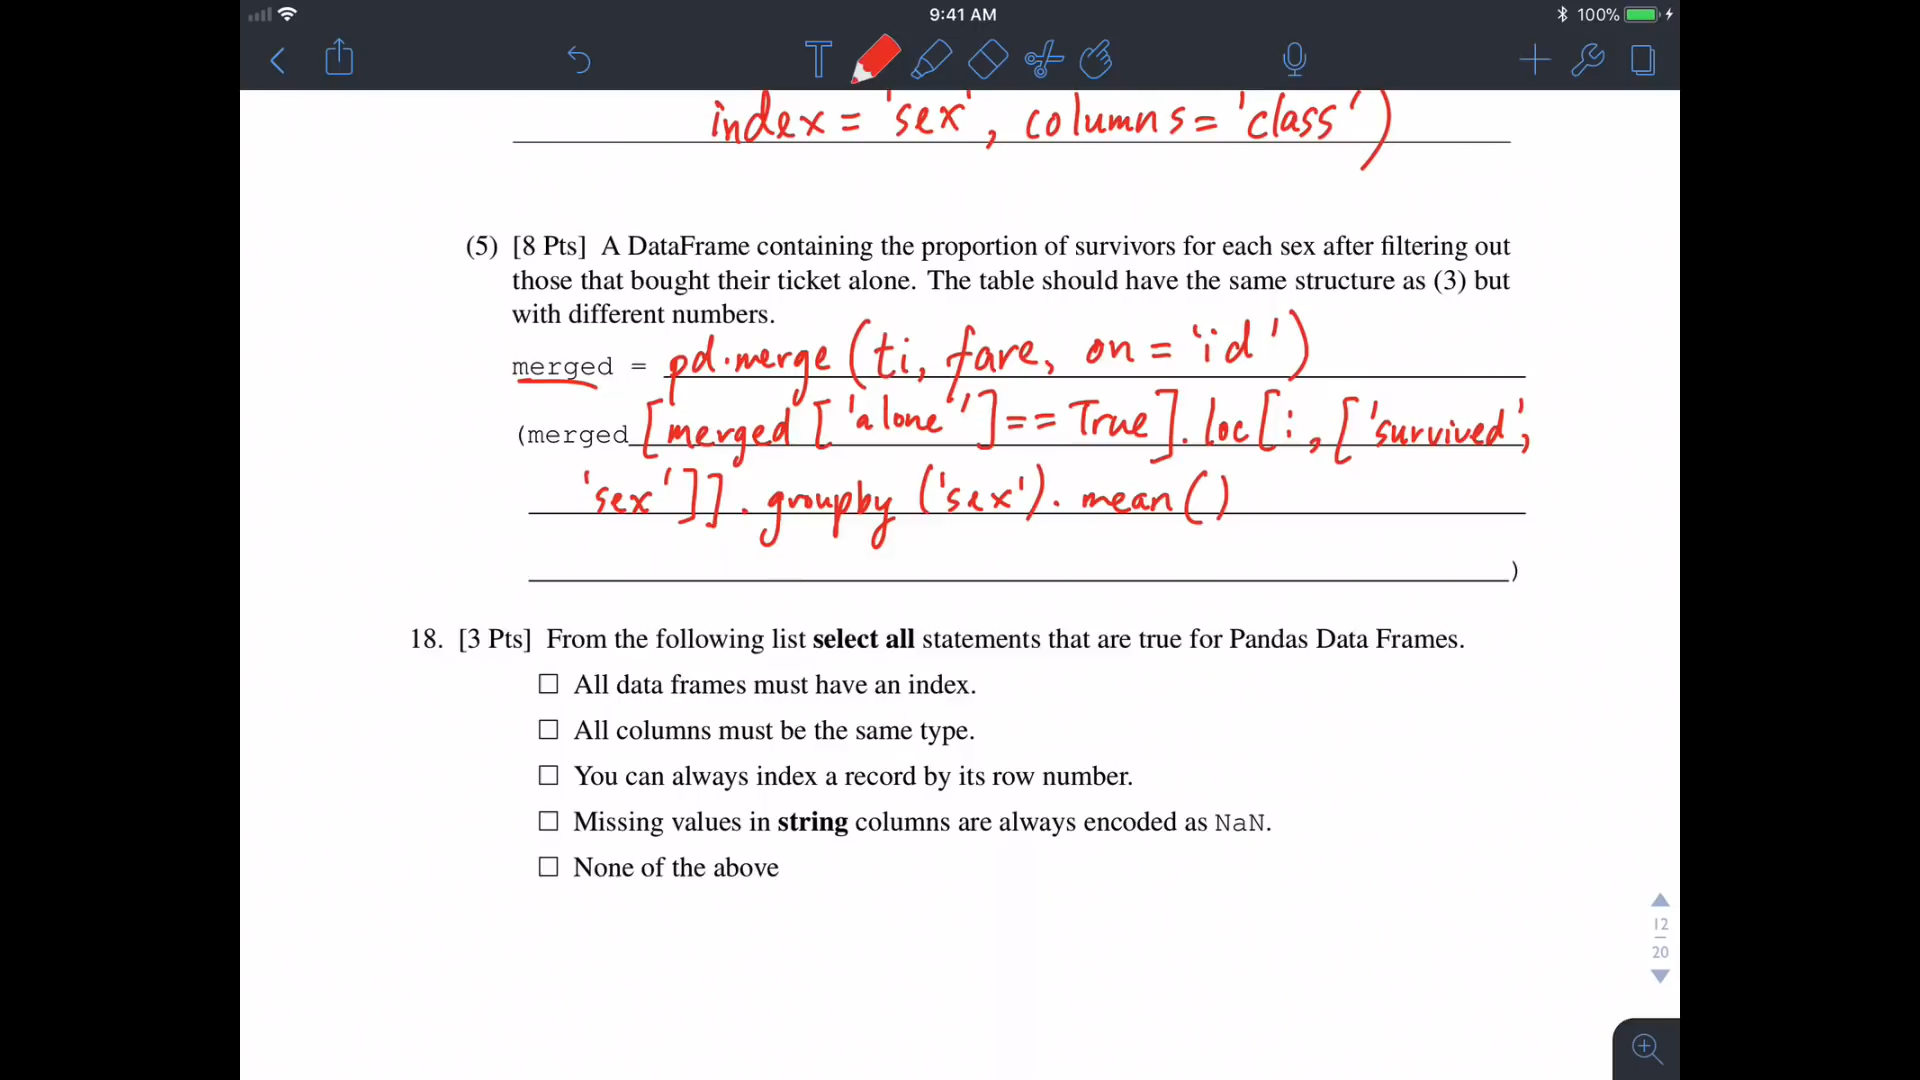 9:41 AM
100%
T
index = 'sex', columns = 'class')
(5) [8 Pts] A DataFrame containing the proportion of survivors for each sex after filtering out
those that bought their ticket alone. The table should have the same structure as (3) but
with different numbers.
merged = pd.merge (ti, fare, on = 'id')
(merged [merged ['alone'] == True]. loc[:, ['survived',
'sex']]. groupby ('sex'). mean ()
)
18. [3 Pts] From the following list select all statements that are true for Pandas Data Frames.
☐ All data frames must have an index.
☐ All columns must be the same type.
☐ You can always index a record by its row number.
☐ Missing values in string columns are always encoded as NaN.
☐ None of the above
12
20